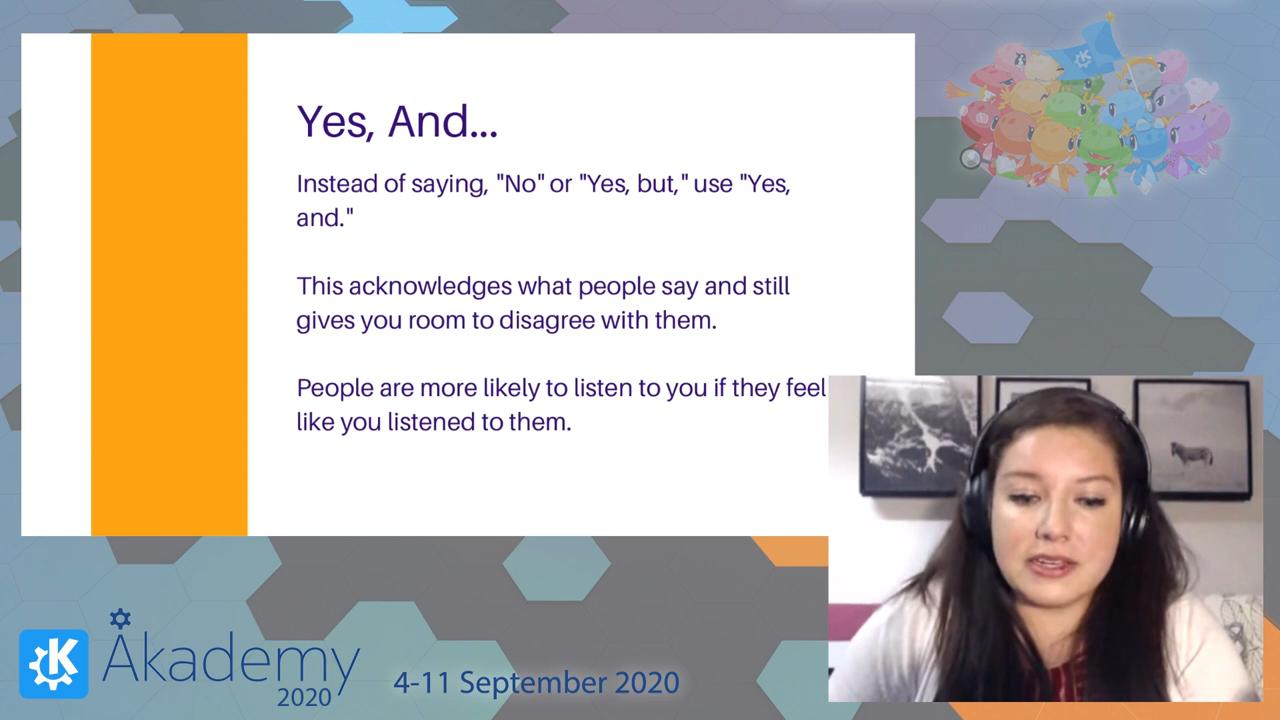 Yes, And...
Instead of saying, "No" or "Yes, but," use "Yes,
and."
This acknowledges what people say and still
gives you room to disagree with them.
People are more likely to listen to you if they feel
like you listened to them.
Akademy
2020
4-11 September 2020